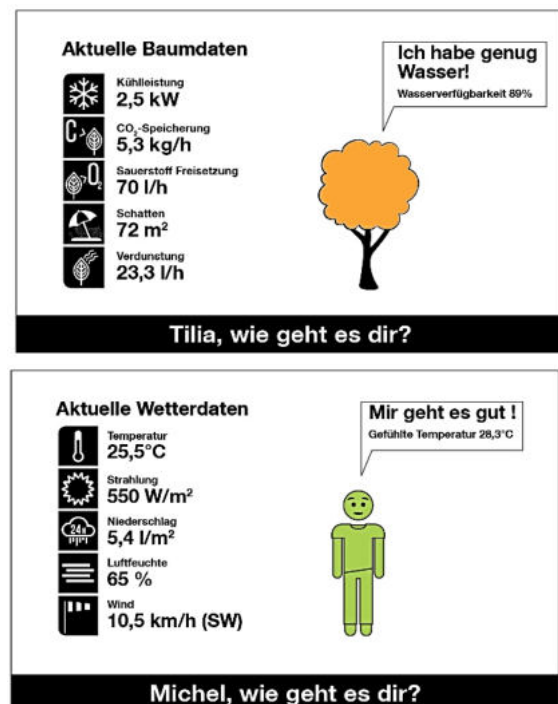 Aktuelle Baumdaten
Ich habe genug
Wasser!
Wasserverfügbarkeit 89%
Kühlleistung
2,5 kW
C
CO₂-Speicherung
5,3 kg/h
O₂
Sauerstoff Freisetzung
70 l/h
Schatten
72 m²
Verdunstung
23,3 l/h
Tilia, wie geht es dir?
Aktuelle Wetterdaten
Mir geht es gut !
Gefühlte Temperatur 28,3°C
Temperatur
25,5°C
Strahlung
550 W/m²
24h
Niederschlag
5,4 l/m²
Luftfeuchte
65 %
Wind
10,5 km/h (SW)
Michel, wie geht es dir?